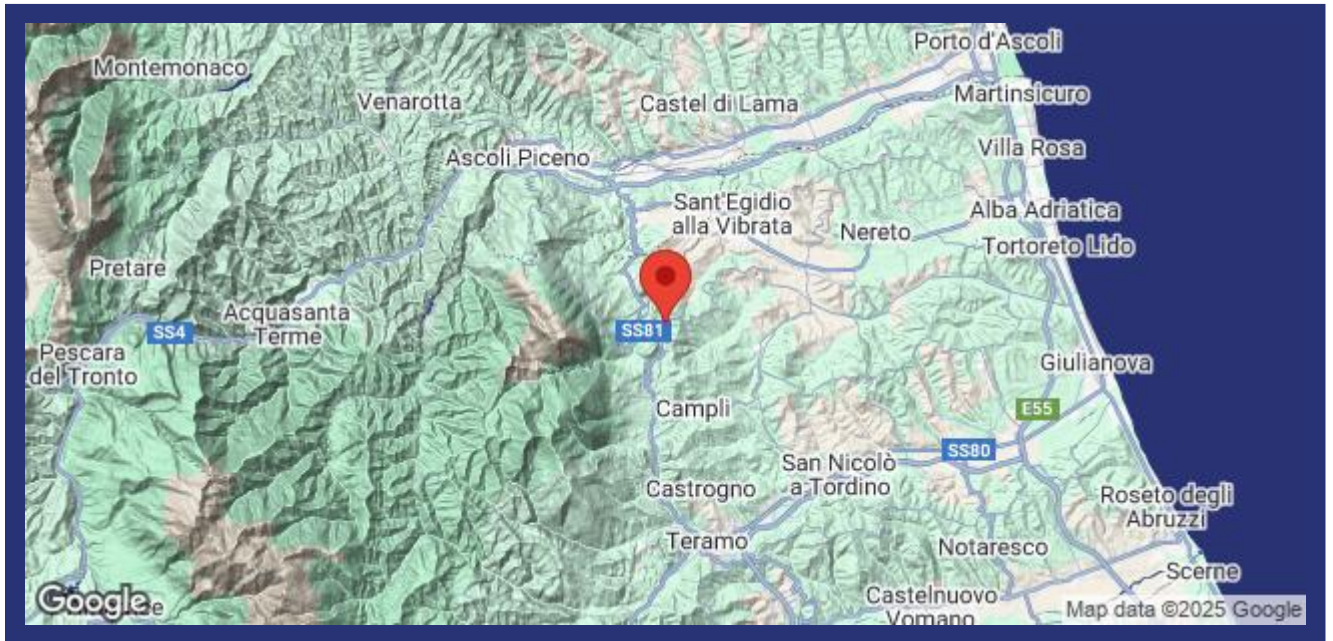 Porto d'Ascoli
Montemonaco
Martinsicuro
Venarotta
Castel di Lama
Villa Rosa
Ascoli Piceno
Sant'Egidio
alla Vibrata
Alba Adriatica
Nereto
Tortoreto Lido
Pretare
Acquasanta
Terme
SS4
SS81
Pescara
del Tronto
Giulianova
Campli
E55
SS80
San Nicolò
a Tordino
Castrogno
Roseto degli
Abruzzi
Teramo
Notaresco
Scerne
Castelnuovo
Vomano
Google
Map data ©2025 Google